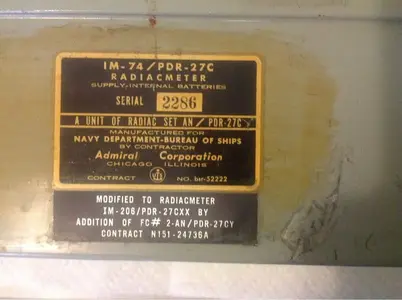 IM-74/PDR-27C
RADIACMETER
SUPPLY-INTERNAL BATTERIES
SERIAL 2286
A UNIT OF RADIAC SET AN/PDR-27C
MANUFACTURED FOR
NAVY DEPARTMENT-BUREAU OF SHIPS
BY CONTRACTOR
Admiral Corporation
CHICAGO ILLINOIS
CONTRACT NO. bsr-52222
MODIFIED TO RADIACMETER
IM-208/PDR-27CXX BY
ADDITION OF FC# 2-AN/PDR-27CY
CONTRACT N151-24736A